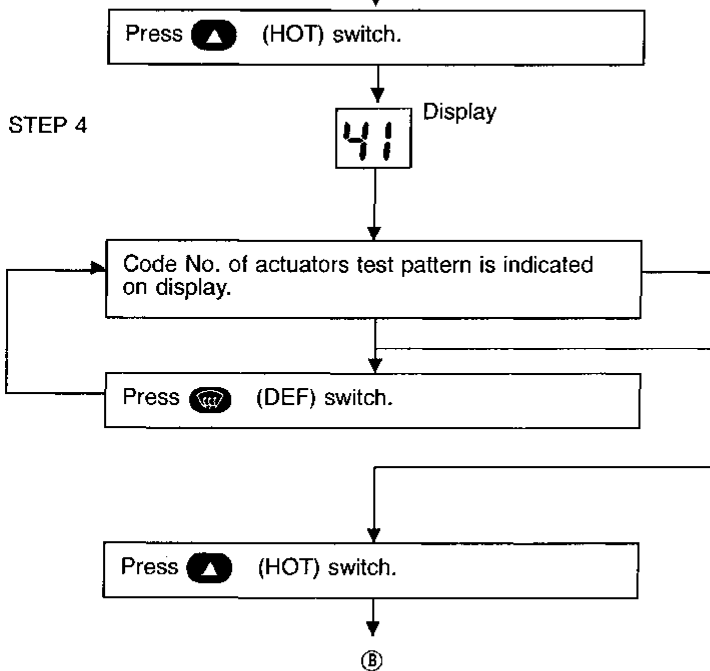 Press (HOT) switch.
STEP 4
Display
41
Code No. of actuators test pattern is indicated
on display.
Press (DEF) switch.
Press (HOT) switch.
Ⓑ